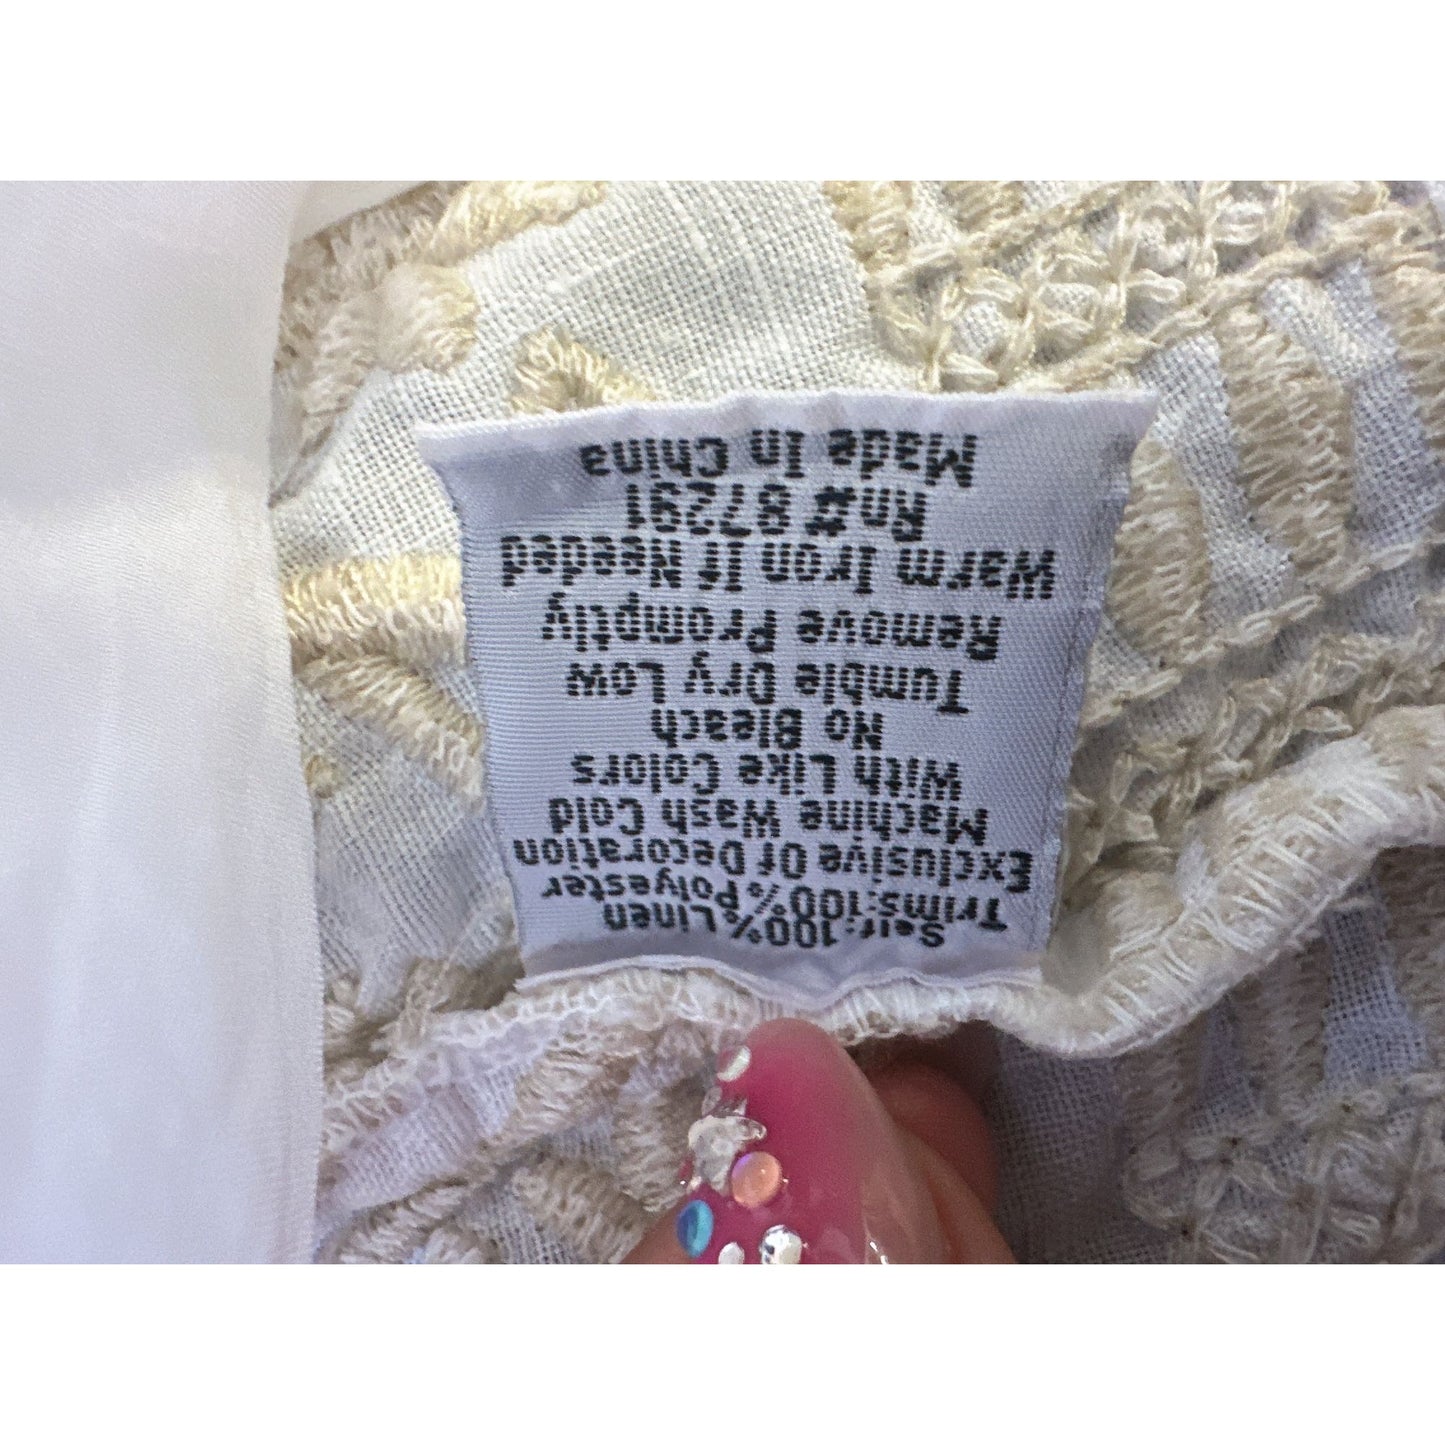 Self:100%Linen
Trims:100%Polyester
Exclusive Of Decoration
Machine Wash Cold
With Like Colors
No Bleach
Tumble Dry Low
Remove Promptly
Warm Iron If Needed
Rn# 87291
Made In China